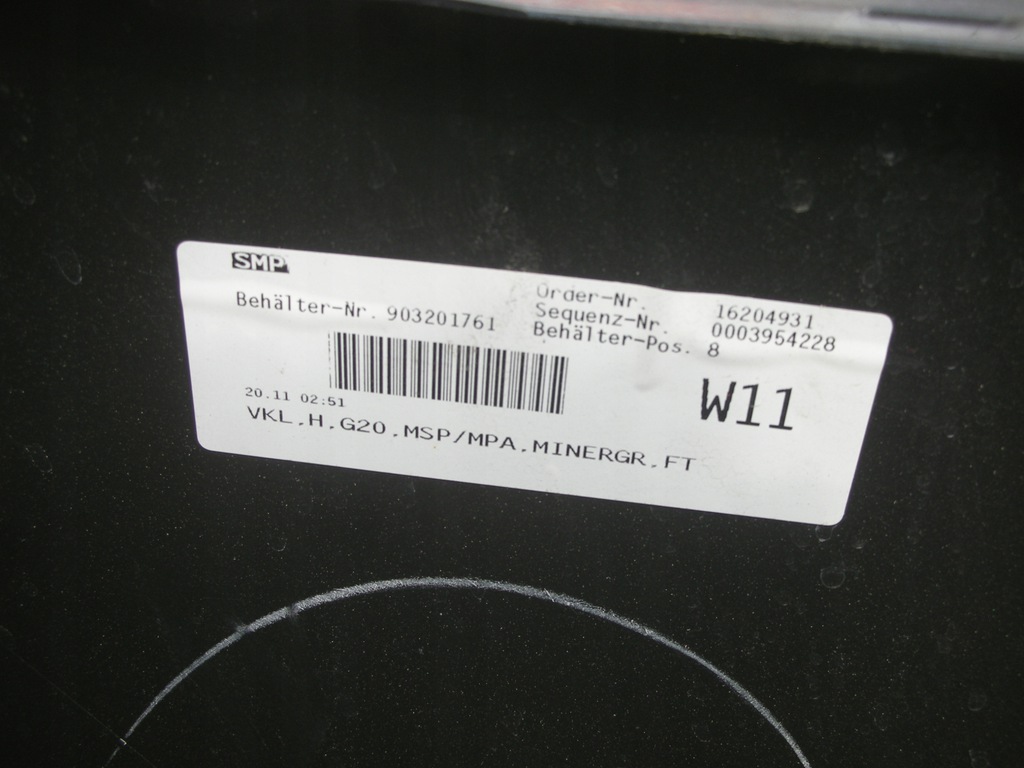 SMP
Order-Nr. 16204931
Behälter-Nr. 903201761 Sequenz-Nr. 0003954228
Behälter-Pos. 8
20.11 02:51
W11
VKL,H,G20,MSP/MPA,MINERGR,FT